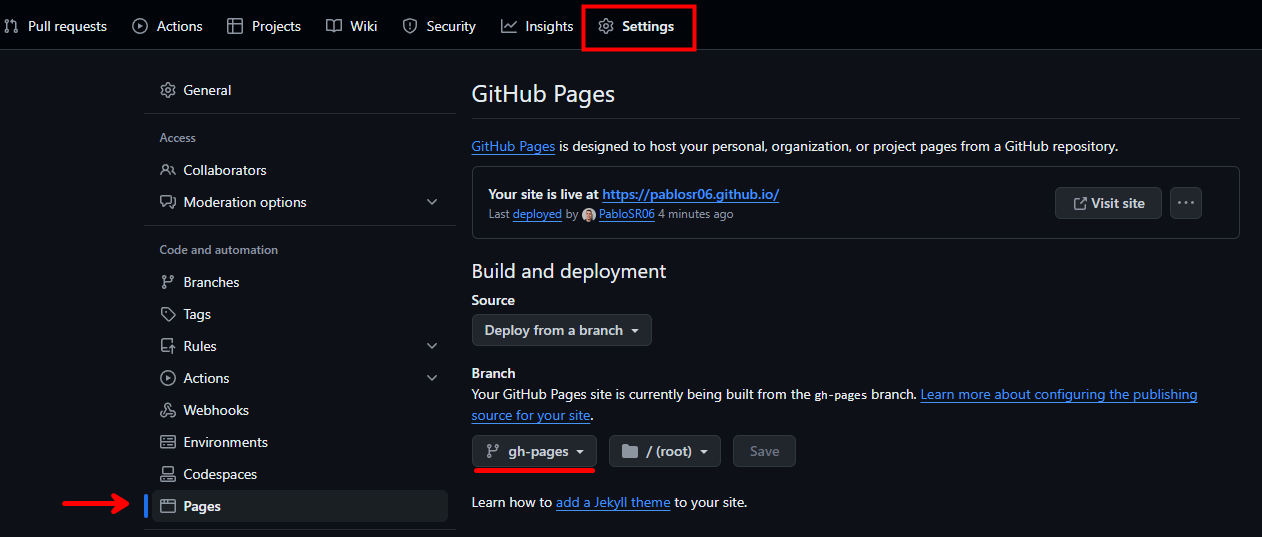 Pull requests Actions Projects Wiki Security Insights Settings
General
Access
Collaborators
Moderation options
Code and automation
Branches
Tags
Rules
Actions
Webhooks
Environments
Codespaces
Pages
GitHub Pages
GitHub Pages is designed to host your personal, organization, or project pages from a GitHub repository.
Your site is live at https://pablosr06.github.io/
Last deployed by PabloSR06 4 minutes ago
Visit site
Build and deployment
Source
Deploy from a branch
Branch
Your GitHub Pages site is currently being built from the gh-pages branch. Learn more about configuring the publishing
source for your site.
gh-pages / (root) Save
Learn how to add a Jekyll theme to your site.